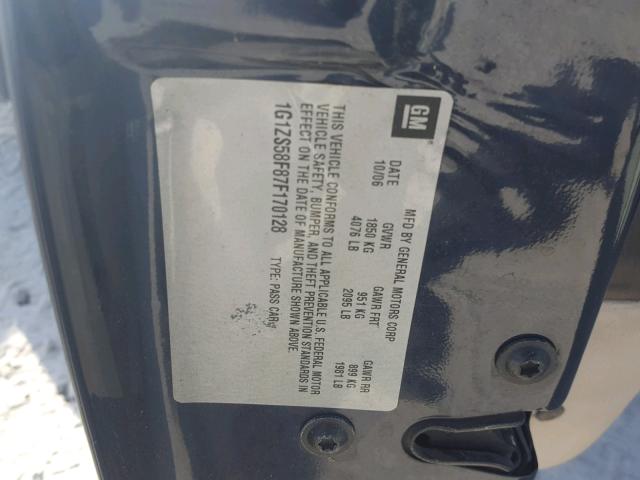 GM
MFD BY GENERAL MOTORS CORP
DATE GVWR GAWR FRT GAWR RR
10/06 1850 KG 951 KG 899 KG
4076 LB 2095 LB 1981 LB
THIS VEHICLE CONFORMS TO ALL APPLICABLE U.S. FEDERAL MOTOR
VEHICLE SAFETY, BUMPER, AND THEFT PREVENTION STANDARDS IN
EFFECT ON THE DATE OF MANUFACTURE SHOWN ABOVE.
1G1ZS58F87F170128 TYPE: PASS CAR